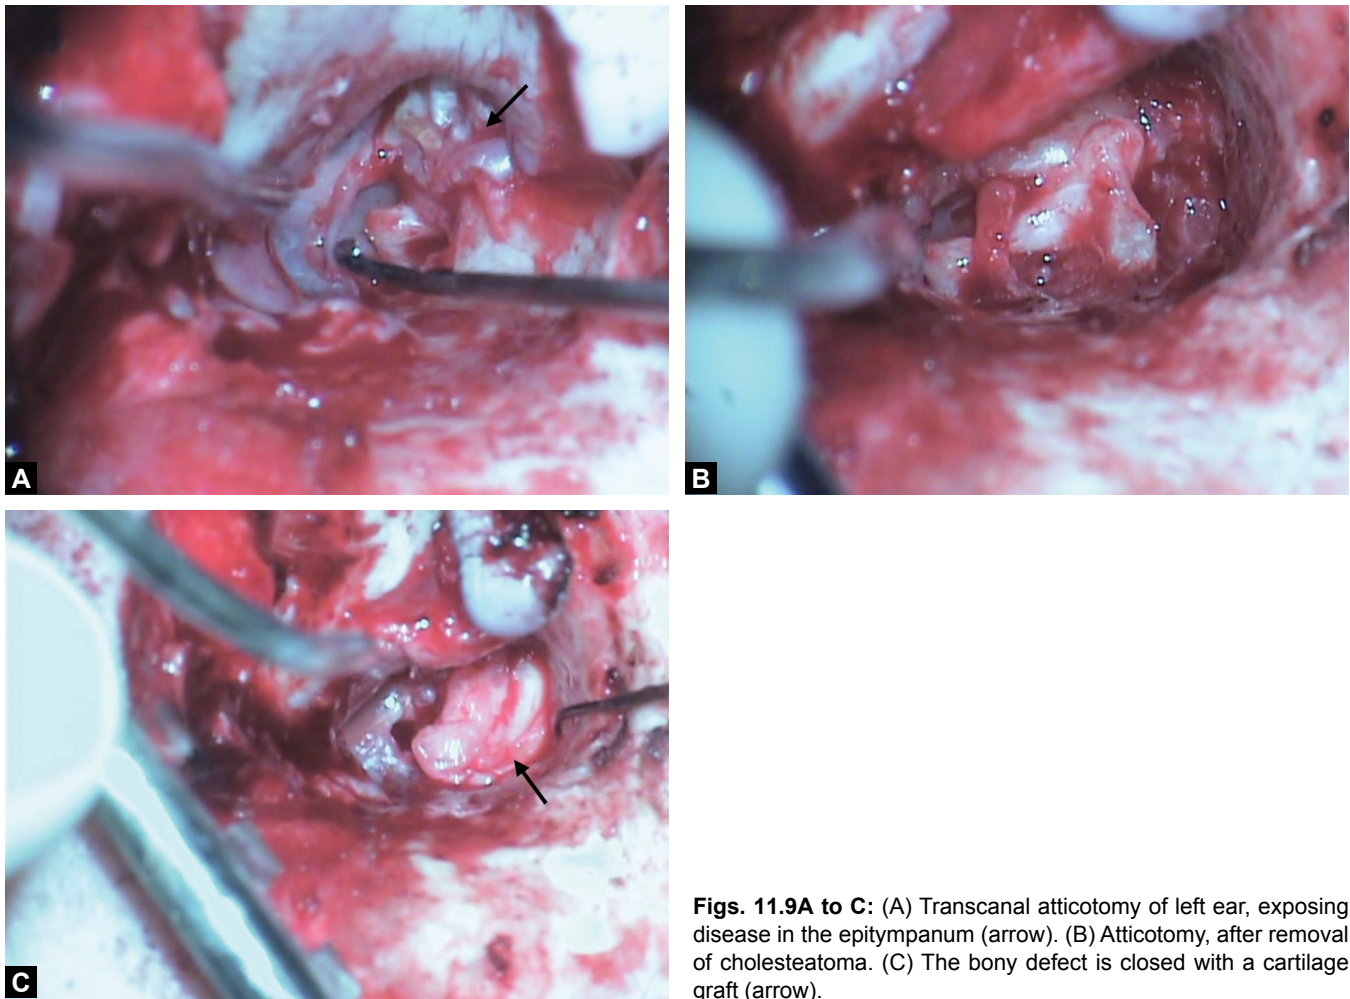 A
B
C
Figs. 11.9A to C: (A) Transcanal atticotomy of left ear, exposing
disease in the epitympanum (arrow). (B) Atticotomy, after removal
of cholesteatoma. (C) The bony defect is closed with a cartilage
graft (arrow).